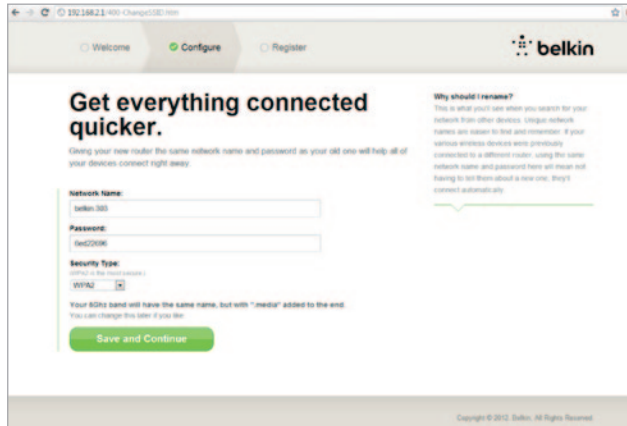 192.168.2.1/400-ChangeSSID.htm
Welcome
Configure
Register
belkin
Get everything connected
quicker.
Giving your new router the same network name and password as your old one will help all of
your devices connect right away.
Network Name:
belkin.393
Password:
6ed22696
Security Type:
(WPA2 is the most secure.)
WPA2
Your 5Ghz band will have the same name, but with ".media" added to the end.
You can change this later if you like.
Save and Continue
Why should I rename?
This is what you'll see when you search for your
network from other devices. Unique network
names are easier to find and remember. If your
various wireless devices were previously
connected to a different router, using the same
network name and password here will mean not
having to tell them about a new one; they'll
connect automatically.
Copyright © 2012, Belkin. All Rights Reserved.